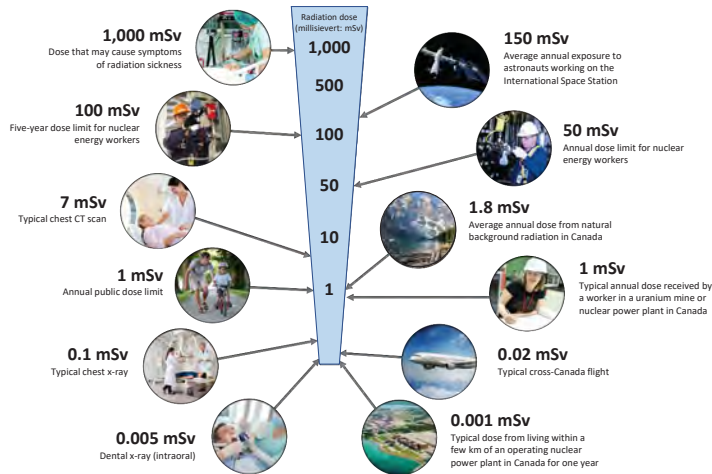 Radiation dose
(millisievert: mSv)
1,000
500
100
50
10
1
1,000 mSv
Dose that may cause symptoms
of radiation sickness
150 mSv
Average annual exposure to
astronauts working on the
International Space Station
100 mSv
Five-year dose limit for nuclear
energy workers
50 mSv
Annual dose limit for nuclear
energy workers
7 mSv
Typical chest CT scan
1.8 mSv
Average annual dose from natural
background radiation in Canada
1 mSv
Annual public dose limit
1 mSv
Typical annual dose received by
a worker in a uranium mine or
nuclear power plant in Canada
0.1 mSv
Typical chest x-ray
0.02 mSv
Typical cross-Canada flight
0.005 mSv
Dental x-ray (intraoral)
0.001 mSv
Typical dose from living within a
few km of an operating nuclear
power plant in Canada for one year